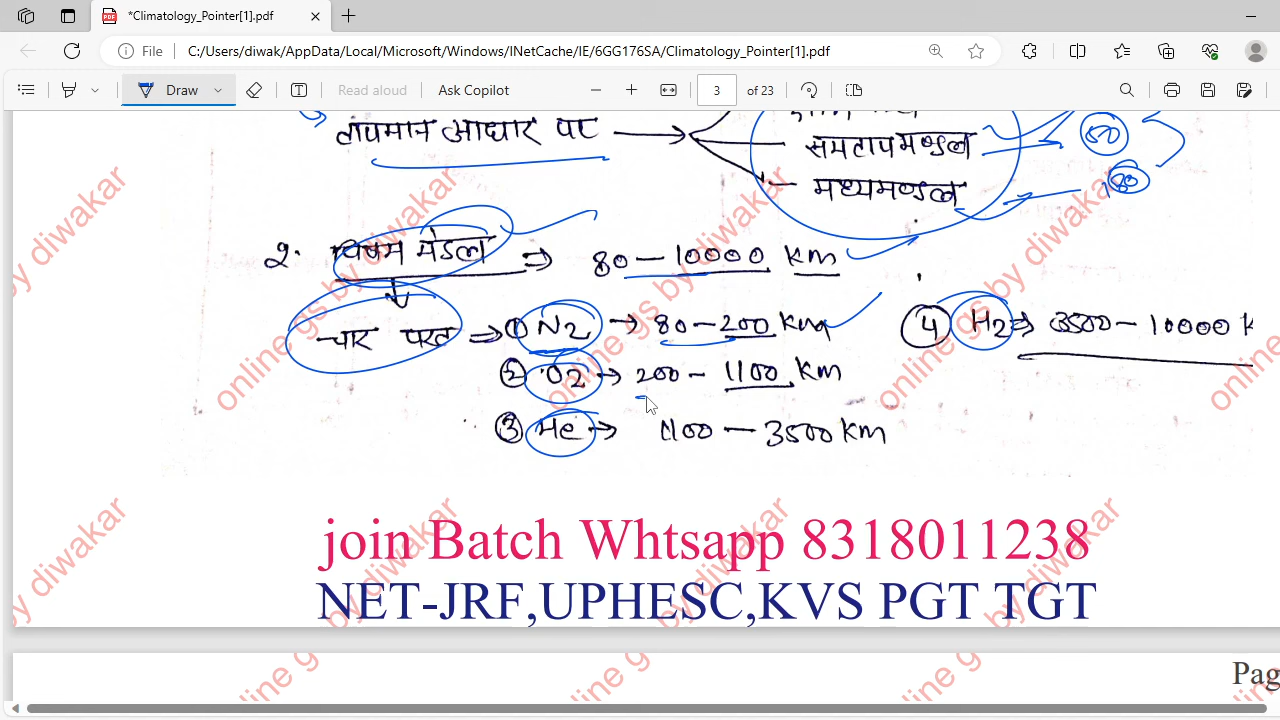 *Climatology_Pointer[1].pdf
File C:/Users/diwak/AppData/Local/Microsoft/Windows/INetCache/IE/6GG176SA/Climatology_Pointer[1].pdf
Draw Read aloud Ask Copilot 3 of 23
तापमान आधार पर
समतापमण्डल 50
मध्यमण्डल 80
2. विषम मंडल ⇒ 80 — 10000 km
चार परत ⇒ ① N2 → 80 — 200 Km ④ H2 ⇒ 3500 — 10000 K
② O2 → 200 — 1100 Km
③ He → 1100 — 3500 Km
join Batch Whtsapp 8318011238
NET-JRF,UPHESC,KVS PGT TGT
online gs by diwakar
Pag